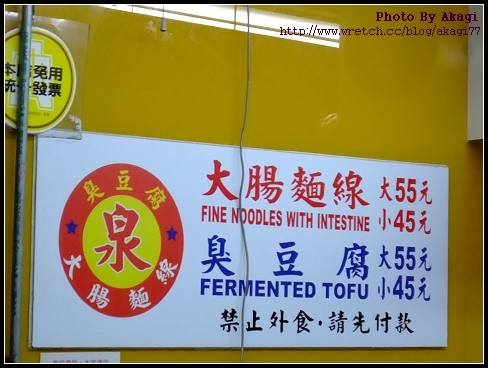 Photo By Akagi
http://www.wretch.cc/blog/akagi77
本店免用
統一發票
臭豆腐
泉
大腸麵線
大腸麵線 大55元
FINE NOODLES WITH INTESTINE 小45元
臭豆腐 大55元
FERMENTED TOFU 小45元
禁止外食·請先付款